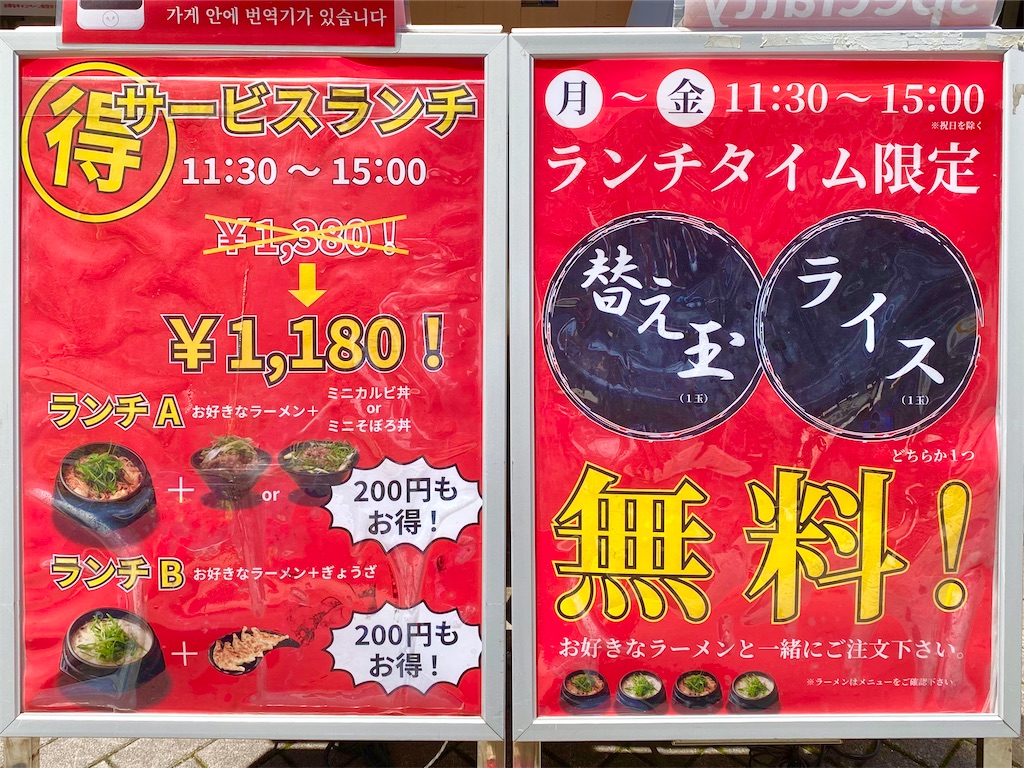 가게 안에 번역기가 있습니다
得
サービスランチ
11:30 〜 15:00
¥1,380!
¥1,180!
ランチA お好きなラーメン+
ミニカルビ丼
or
ミニそぼろ丼
+
or
200円も
お得!
ランチB お好きなラーメン+ぎょうざ
+
200円も
お得!
specialty
月 〜 金 11:30 〜 15:00
※祝日を除く
ランチタイム限定
替え玉
(1玉)
ライス
(1玉)
どちらか1つ
無料!
お好きなラーメンと一緒にご注文下さい。
※ラーメンはメニューをご確認下さい。